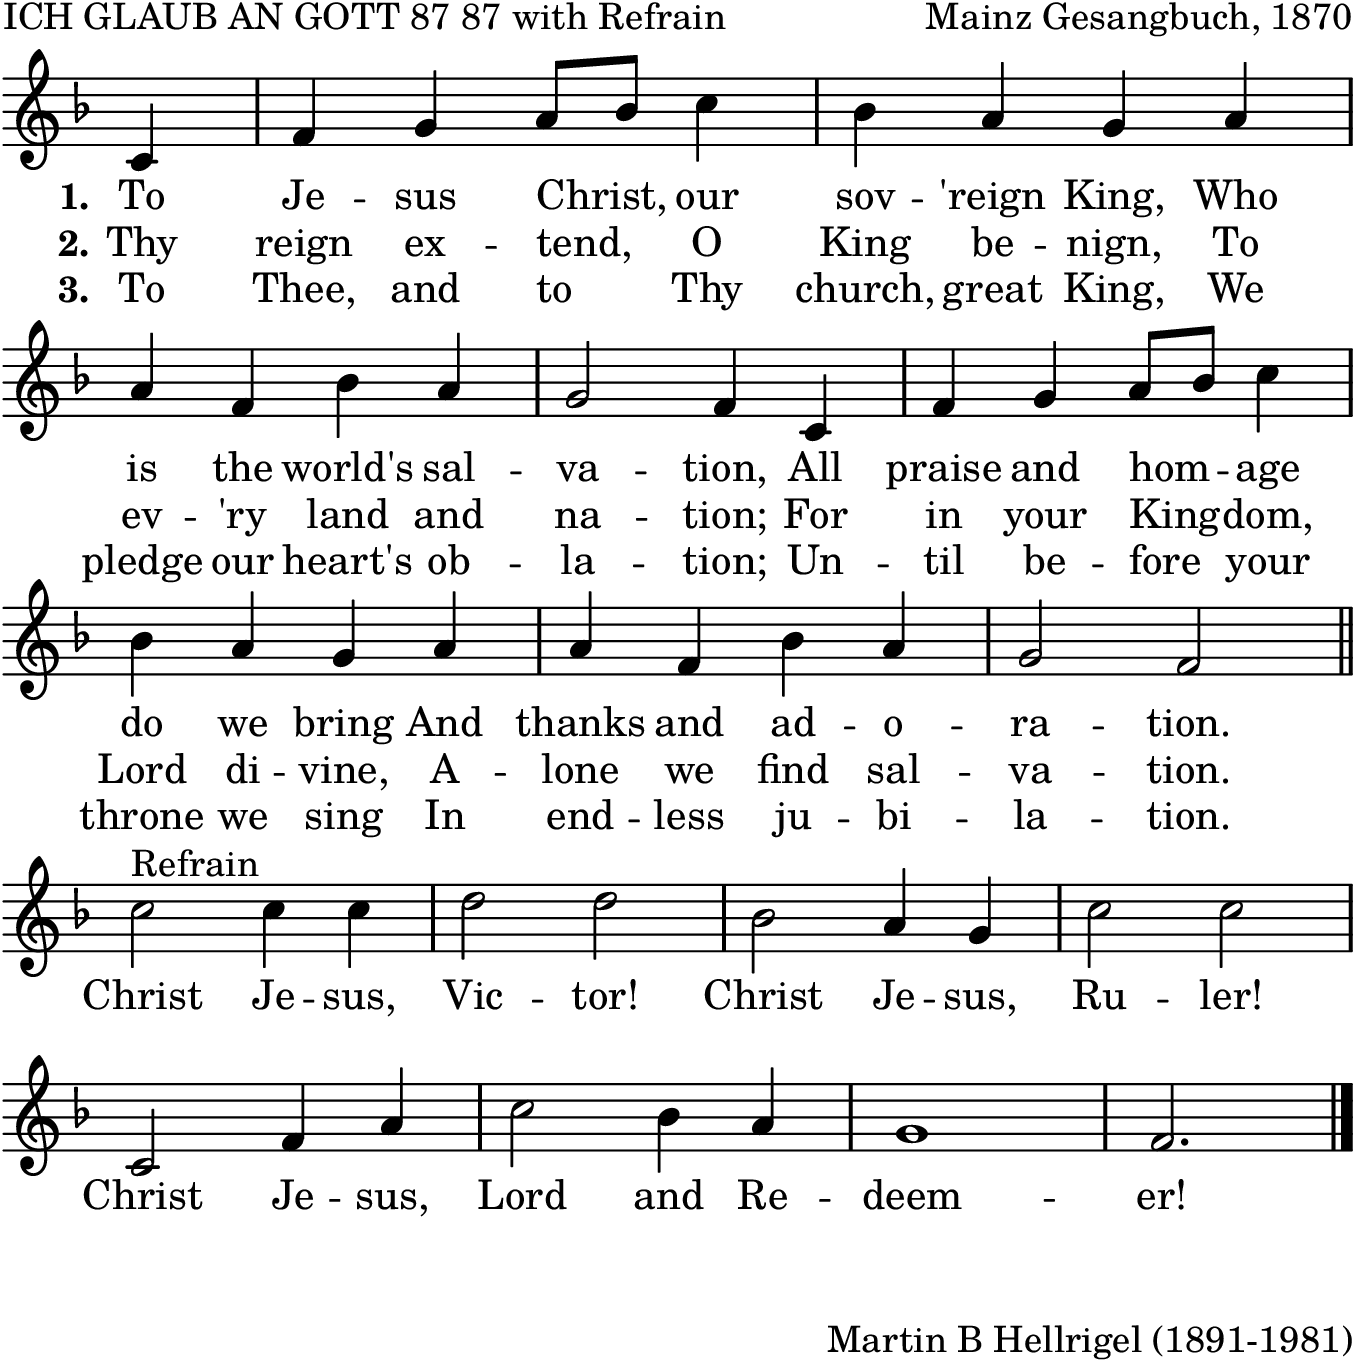 ICH GLAUB AN GOTT 87 87 with Refrain Mainz Gesangbuch, 1870
1. To Je - sus Christ, our sov - 'reign King, Who
2. Thy reign ex - tend, O King be - nign, To
3. To Thee, and to Thy church, great King, We
is the world's sal - va - tion, All praise and hom - age
ev - 'ry land and na - tion; For in your Kingdom,
pledge our heart's ob - la - tion; Un - til be - fore your
do we bring And thanks and ad - o - ra - tion.
Lord di - vine, A - lone we find sal - va - tion.
throne we sing In end - less ju - bi - la - tion.
Refrain
Christ Je - sus, Vic - tor! Christ Je - sus, Ru - ler!
Christ Je - sus, Lord and Re - deem - er!
Martin B Hellrigel (1891-1981)